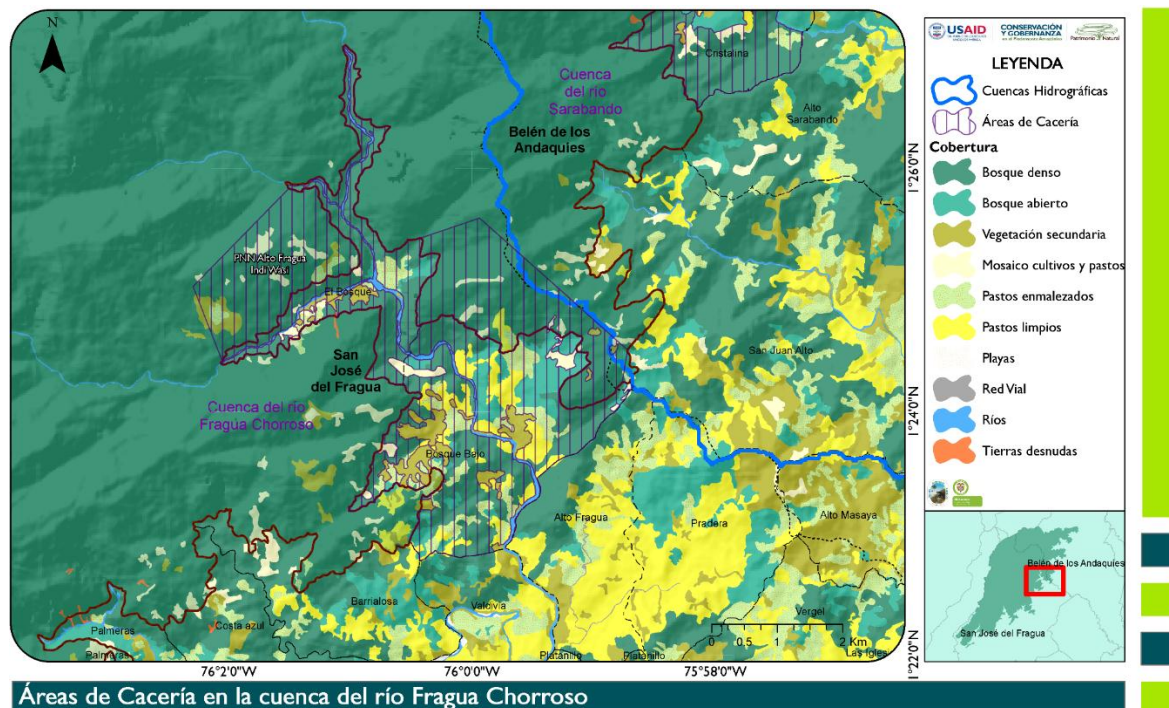 N
Cuenca
del río
Sarabando
Cristalina
Alto
Sarabando
Belén de los
Andaquies
PNN Alto Fragua
Indi Wasi
El Bosque
San
José
del Fragua
San Juan Alto
Cuenca del río
Fragua Chorroso
Bosque Bajo
Alto Fragua
Pradera
Alto Masaya
Barrialosa
Valdivia
Vergel
Costa azul
Palmeras
Palmeras
Platanillo
Platanillo
0 0.5 1 2 Km
1°26'0"N
1°24'0"N
1°22'0"N
76°2'0"W
76°0'0"W
75°58'0"W
USAID
CONSERVACIÓN
Y GOBERNANZA
Patrimonio Natural
LEYENDA
Cuencas Hidrográficas
Áreas de Cacería
Cobertura
Bosque denso
Bosque abierto
Vegetación secundaria
Mosaico cultivos y pastos
Pastos enmalezados
Pastos limpios
Playas
Red Vial
Ríos
Tierras desnudas
Belén de los Andaquíes
San José del Fragua
Áreas de Cacería en la cuenca del río Fragua Chorroso